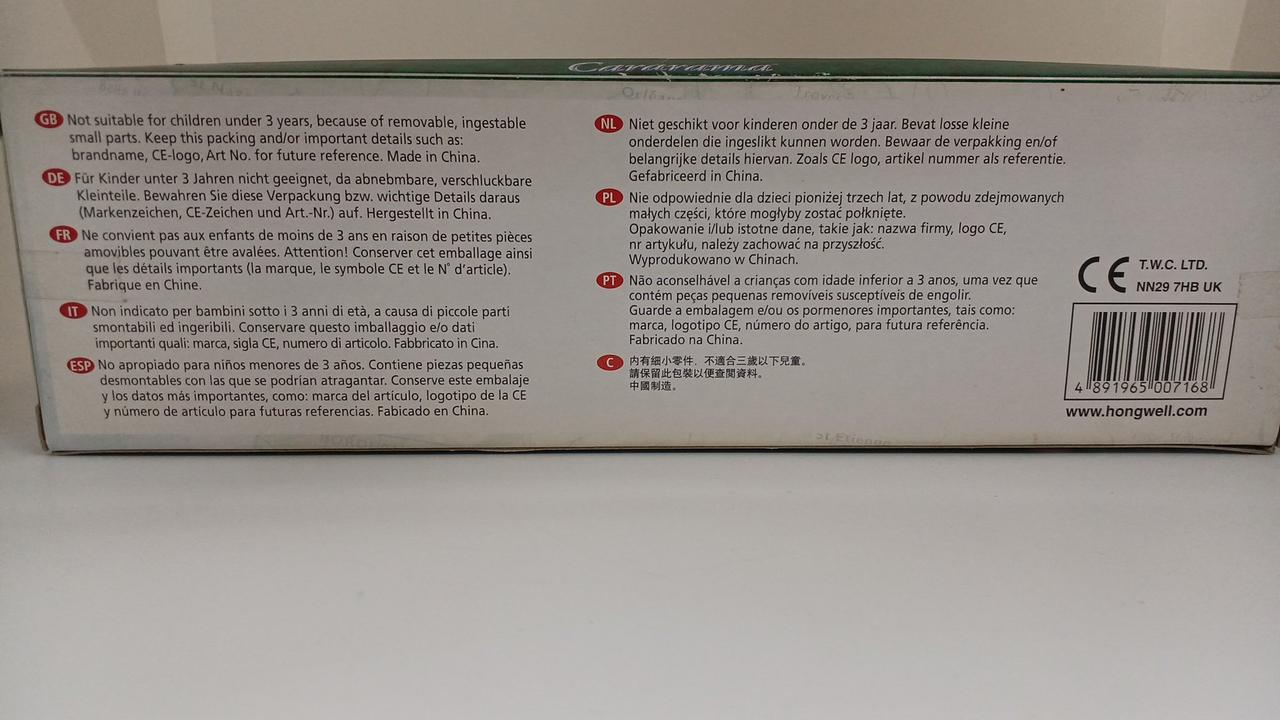 Cararama
GB Not suitable for children under 3 years, because of removable, ingestable
small parts. Keep this packing and/or important details such as:
brandname, CE-logo, Art No. for future reference. Made in China.
DE Für Kinder unter 3 Jahren nicht geeignet, da abnehmbare, verschluckbare
Kleinteile. Bewahren Sie diese Verpackung bzw. wichtige Details daraus
(Markenzeichen, CE-Zeichen und Art.-Nr.) auf. Hergestellt in China.
FR Ne convient pas aux enfants de moins de 3 ans en raison de petites pièces
amovibles pouvant être avalées. Attention! Conserver cet emballage ainsi
que les détails importants (la marque, le symbole CE et le N° d'article).
Fabrique en Chine.
IT Non indicato per bambini sotto i 3 anni di età, a causa di piccole parti
smontabili ed ingeribili. Conservare questo imballaggio e/o dati
importanti quali: marca, sigla CE, numero di articolo. Fabbricato in Cina.
ESP No apropiado para niños menores de 3 años. Contiene piezas pequeñas
desmontables con las que se podrían atragantar. Conserve este embalaje
y los datos más importantes, como: marca del artículo, logotipo de la CE
y número de artículo para futuras referencias. Fabicado en China.
NL Niet geschikt voor kinderen onder de 3 jaar. Bevat losse kleine
onderdelen die ingeslikt kunnen worden. Bewaar de verpakking en/of
belangrijke details hiervan. Zoals CE logo, artikel nummer als referentie.
Gefabriceerd in China.
PL Nie odpowiednie dla dzieci pioniżej trzech lat, z powodu zdejmowanych
małych części, które mogłyby zostać połknięte.
Opakowanie i/lub istotne dane, takie jak: nazwa firmy, logo CE,
nr artykułu, należy zachować na przyszłość.
Wyprodukowano w Chinach.
PT Não aconselhável a crianças com idade inferior a 3 anos, uma vez que
contém peças pequenas removíveis susceptíveis de engolir.
Guarde a embalagem e/ou os pormenores importantes, tais como:
marca, logotipo CE, número do artigo, para futura referência.
Fabricado na China.
C 内有細小零件，不適合三歲以下兒童。
請保留此包裝以便查閱資料。
中國制造。
CE T.W.C. LTD.
NN29 7HB UK
4 891965 007168
www.hongwell.com
St Etienne